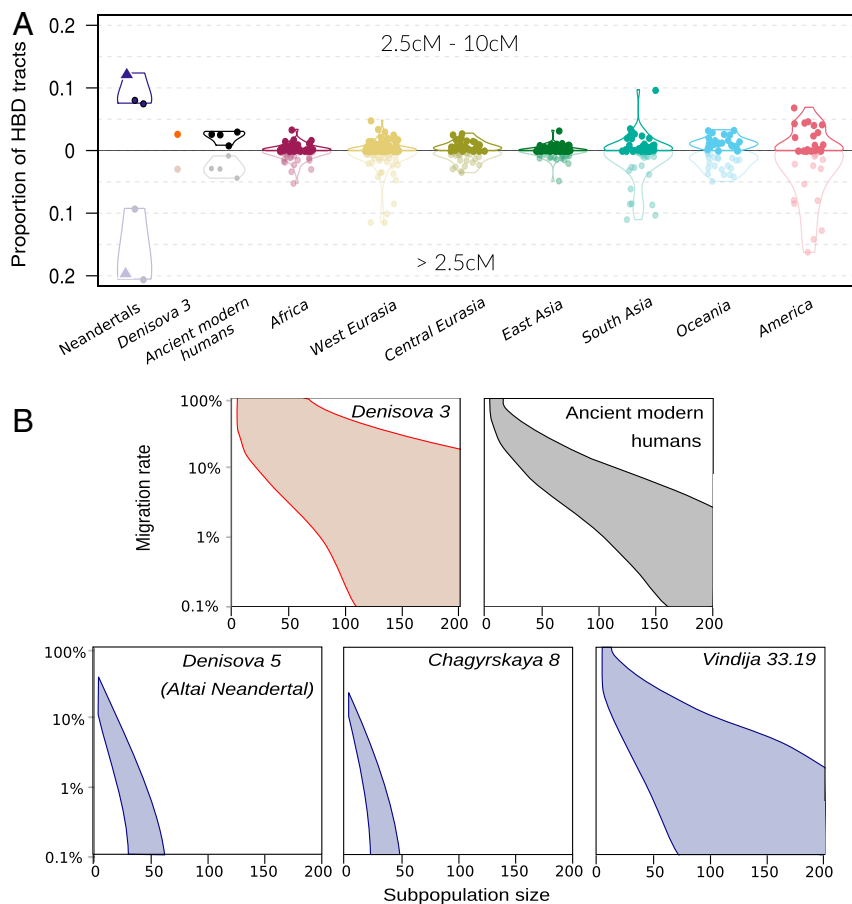 A
Proportion of HBD tracts
0.2
0.1
0
0.1
0.2
2.5cM - 10cM
> 2.5cM
Neandertals
Denisova 3
Ancient modern
humans
Africa
West Eurasia
Central Eurasia
East Asia
South Asia
Oceania
America
B
Migration rate
100%
10%
1%
0.1%
Denisova 3
0 50 100 150 200
Ancient modern
humans
0 50 100 150 200
100%
10%
1%
0.1%
Denisova 5
(Altai Neandertal)
0 50 100 150 200
Chagyrskaya 8
0 50 100 150 200
Vindija 33.19
0 50 100 150 200
Subpopulation size